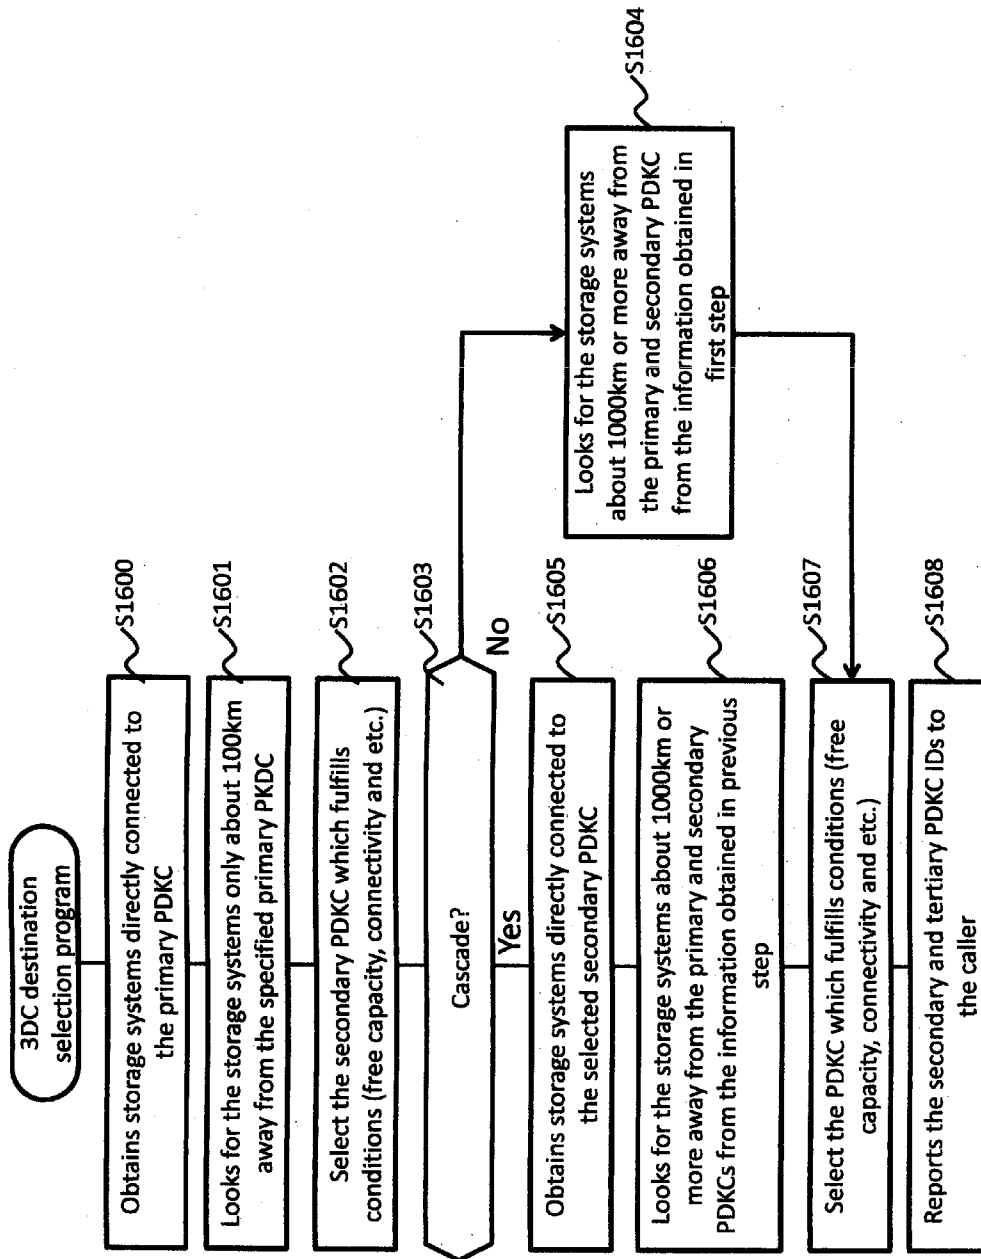 3DC destination
selection program
Obtains storage systems directly connected to
the primary PDKC
S1600
Looks for the storage systems only about 100km
away from the specified primary PKDC
S1601
Select the secondary PDKC which fulfills
conditions (free capacity, connectivity and etc.)
S1602
Cascade?
S1603
No
Yes
Looks for the storage systems
about 1000km or more away from
the primary and secondary PDKC
from the information obtained in
first step
S1604
Obtains storage systems directly connected to
the selected secondary PDKC
S1605
Looks for the storage systems about 1000km or
more away from the primary and secondary
PDKCs from the information obtained in previous
step
S1606
Select the PDKC which fulfills conditions (free
capacity, connectivity and etc.)
S1607
Reports the secondary and tertiary PDKC IDs to
the caller
S1608